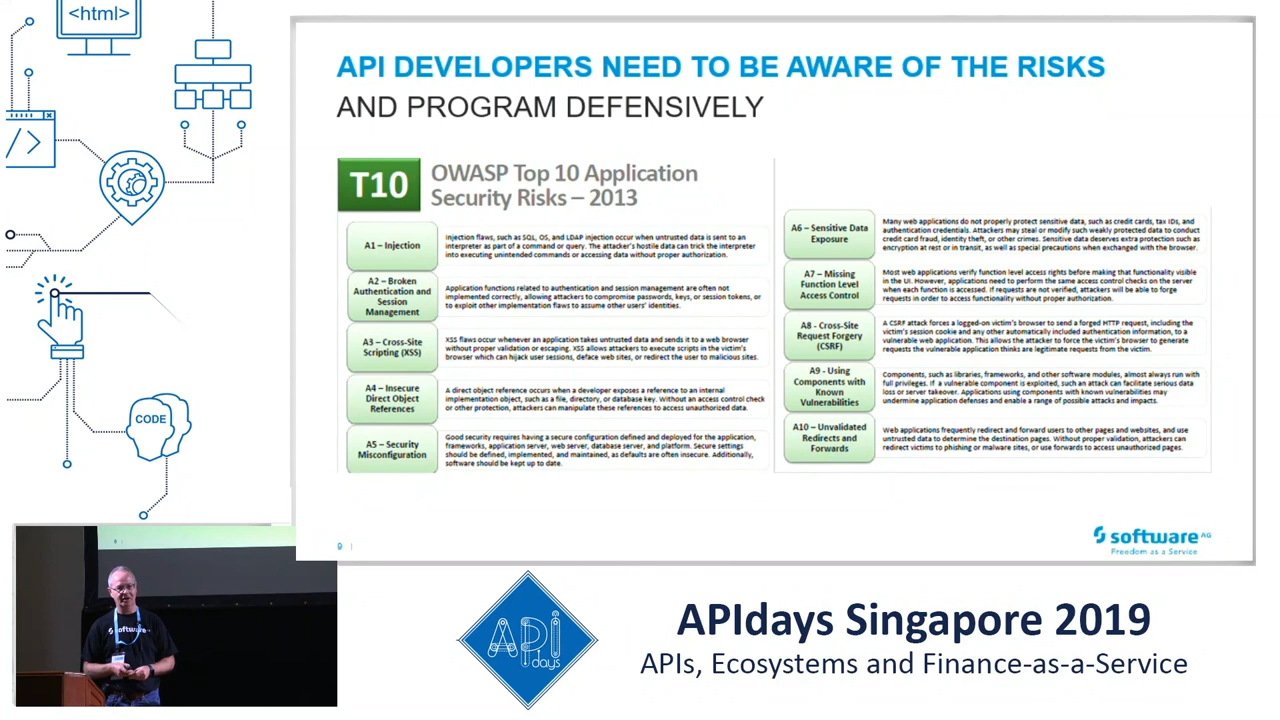 <html>
API DEVELOPERS NEED TO BE AWARE OF THE RISKS
AND PROGRAM DEFENSIVELY
T10
OWASP Top 10 Application
Security Risks – 2013
A1 – Injection
Injection flaws, such as SQL, OS, and LDAP injection occur when untrusted data is sent to an
interpreter as part of a command or query. The attacker's hostile data can trick the interpreter
into executing unintended commands or accessing data without proper authorization.
A2 – Broken
Authentication and
Session
Management
Application functions related to authentication and session management are often not
implemented correctly, allowing attackers to compromise passwords, keys, or session tokens, or
to exploit other implementation flaws to assume other users' identities.
A3 – Cross-Site
Scripting (XSS)
XSS flaws occur whenever an application takes untrusted data and sends it to a web browser
without proper validation or escaping. XSS allows attackers to execute scripts in the victim's
browser which can hijack user sessions, deface web sites, or redirect the user to malicious sites.
A4 – Insecure
Direct Object
References
A direct object reference occurs when a developer exposes a reference to an internal
implementation object, such as a file, directory, or database key. Without an access control check
or other protection, attackers can manipulate these references to access unauthorized data.
A5 – Security
Misconfiguration
Good security requires having a secure configuration defined and deployed for the application,
frameworks, application server, web server, database server, and platform. Secure settings
should be defined, implemented, and maintained, as defaults are often insecure. Additionally,
software should be kept up to date.
A6 – Sensitive Data
Exposure
Many web applications do not properly protect sensitive data, such as credit cards, tax IDs, and
authentication credentials. Attackers may steal or modify such weakly protected data to conduct
credit card fraud, identity theft, or other crimes. Sensitive data deserves extra protection such as
encryption at rest or in transit, as well as special precautions when exchanged with the browser.
A7 – Missing
Function Level
Access Control
Most web applications verify function level access rights before making that functionality visible
in the UI. However, applications need to perform the same access control checks on the server
when each function is accessed. If requests are not verified, attackers will be able to forge
requests in order to access functionality without proper authorization.
A8 - Cross-Site
Request Forgery
(CSRF)
A CSRF attack forces a logged-on victim's browser to send a forged HTTP request, including the
victim's session cookie and any other automatically included authentication information, to a
vulnerable web application. This allows the attacker to force the victim's browser to generate
requests the vulnerable application thinks are legitimate requests from the victim.
A9 - Using
Components with
Known
Vulnerabilities
Components, such as libraries, frameworks, and other software modules, almost always run with
full privileges. If a vulnerable component is exploited, such an attack can facilitate serious data
loss or server takeover. Applications using components with known vulnerabilities may
undermine application defenses and enable a range of possible attacks and impacts.
A10 – Unvalidated
Redirects and
Forwards
Web applications frequently redirect and forward users to other pages and websites, and use
untrusted data to determine the destination pages. Without proper validation, attackers can
redirect victims to phishing or malware sites, or use forwards to access unauthorized pages.
9 |
software AG
Freedom as a Service
CODE
software
API
days
APIdays Singapore 2019
APIs, Ecosystems and Finance-as-a-Service